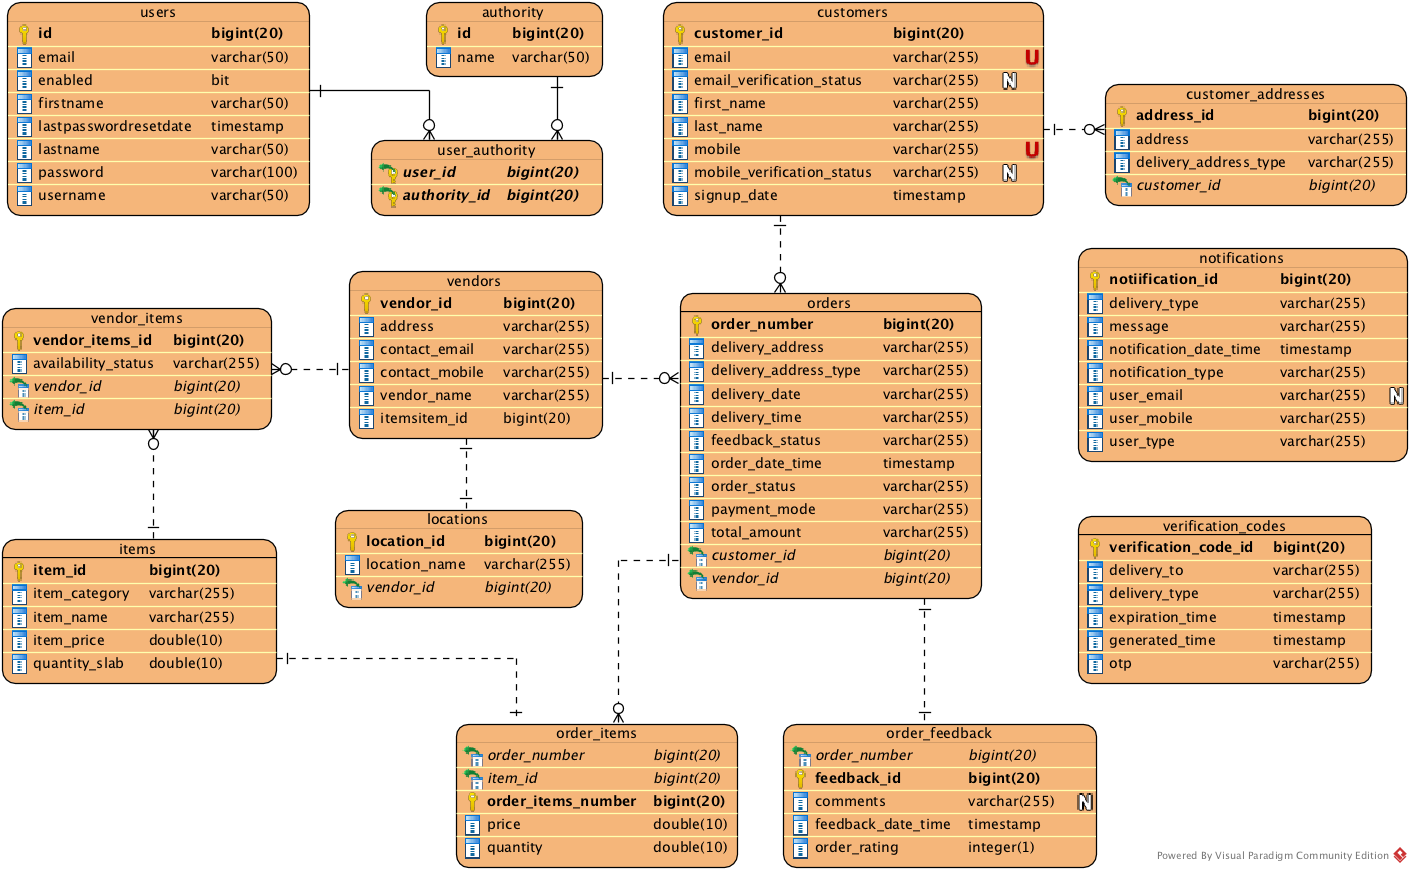 users
id bigint(20)
email varchar(50)
enabled bit
firstname varchar(50)
lastpasswordresetdate timestamp
lastname varchar(50)
password varchar(100)
username varchar(50)
authority
id bigint(20)
name varchar(50)
user_authority
user_id bigint(20)
authority_id bigint(20)
customers
customer_id bigint(20)
email varchar(255) U
email_verification_status varchar(255) N
first_name varchar(255)
last_name varchar(255)
mobile varchar(255) U
mobile_verification_status varchar(255) N
signup_date timestamp
customer_addresses
address_id bigint(20)
address varchar(255)
delivery_address_type varchar(255)
customer_id bigint(20)
vendor_items
vendor_items_id bigint(20)
availability_status varchar(255)
vendor_id bigint(20)
item_id bigint(20)
vendors
vendor_id bigint(20)
address varchar(255)
contact_email varchar(255)
contact_mobile varchar(255)
vendor_name varchar(255)
itemsitem_id bigint(20)
orders
order_number bigint(20)
delivery_address varchar(255)
delivery_address_type varchar(255)
delivery_date varchar(255)
delivery_time varchar(255)
feedback_status varchar(255)
order_date_time timestamp
order_status varchar(255)
payment_mode varchar(255)
total_amount varchar(255)
customer_id bigint(20)
vendor_id bigint(20)
notifications
notiification_id bigint(20)
delivery_type varchar(255)
message varchar(255)
notification_date_time timestamp
notification_type varchar(255)
user_email varchar(255) N
user_mobile varchar(255)
user_type varchar(255)
items
item_id bigint(20)
item_category varchar(255)
item_name varchar(255)
item_price double(10)
quantity_slab double(10)
locations
location_id bigint(20)
location_name varchar(255)
vendor_id bigint(20)
verification_codes
verification_code_id bigint(20)
delivery_to varchar(255)
delivery_type varchar(255)
expiration_time timestamp
generated_time timestamp
otp varchar(255)
order_items
order_number bigint(20)
item_id bigint(20)
order_items_number bigint(20)
price double(10)
quantity double(10)
order_feedback
order_number bigint(20)
feedback_id bigint(20)
comments varchar(255) N
feedback_date_time timestamp
order_rating integer(1)
Powered By Visual Paradigm Community Edition